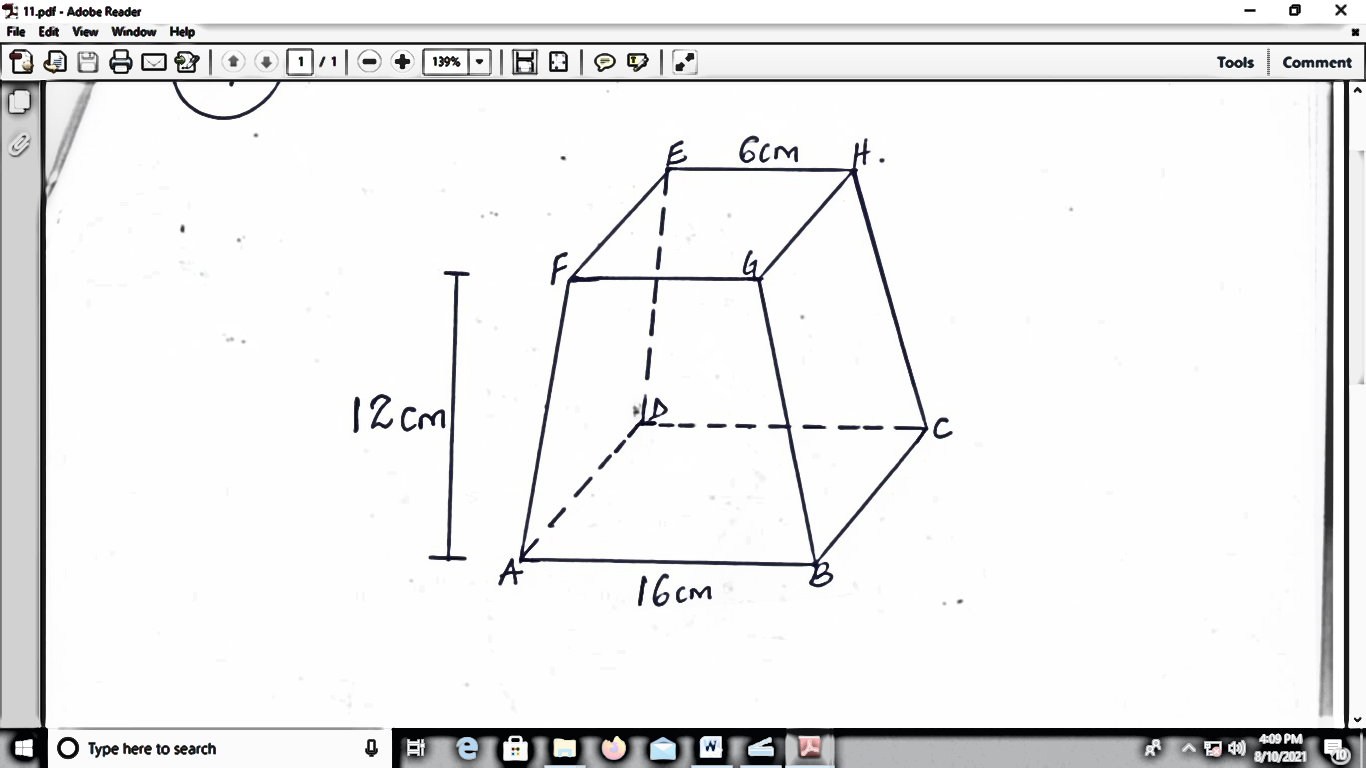 11.pdf - Adobe Reader
File Edit View Window Help
1 / 1 139% Tools Comment
E 6cm H.
F G
12cm
D C
A B
16cm
Type here to search
4:09 PM
8/10/2021
10